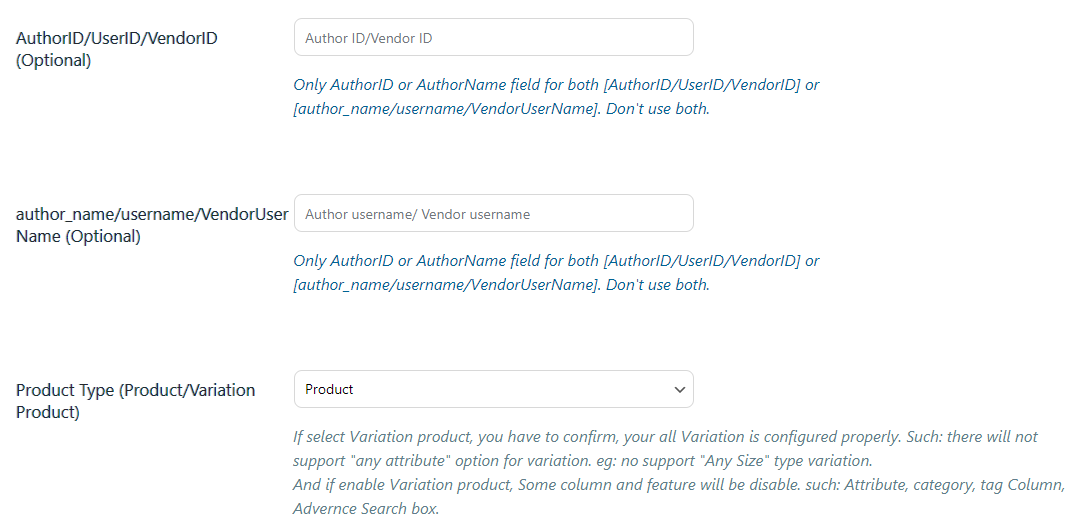 AuthorID/UserID/VendorID
(Optional)
Author ID/Vendor ID
Only AuthorID or AuthorName field for both [AuthorID/UserID/VendorID] or
[author_name/username/VendorUserName]. Don't use both.
author_name/username/VendorUser
Name (Optional)
Author username/ Vendor username
Only AuthorID or AuthorName field for both [AuthorID/UserID/VendorID] or
[author_name/username/VendorUserName]. Don't use both.
Product Type (Product/Variation
Product)
Product
If select Variation product, you have to confirm, your all Variation is configured properly. Such: there will not
support "any attribute" option for variation. eg: no support "Any Size" type variation.
And if enable Variation product, Some column and feature will be disable. such: Attribute, category, tag Column,
Advernce Search box.